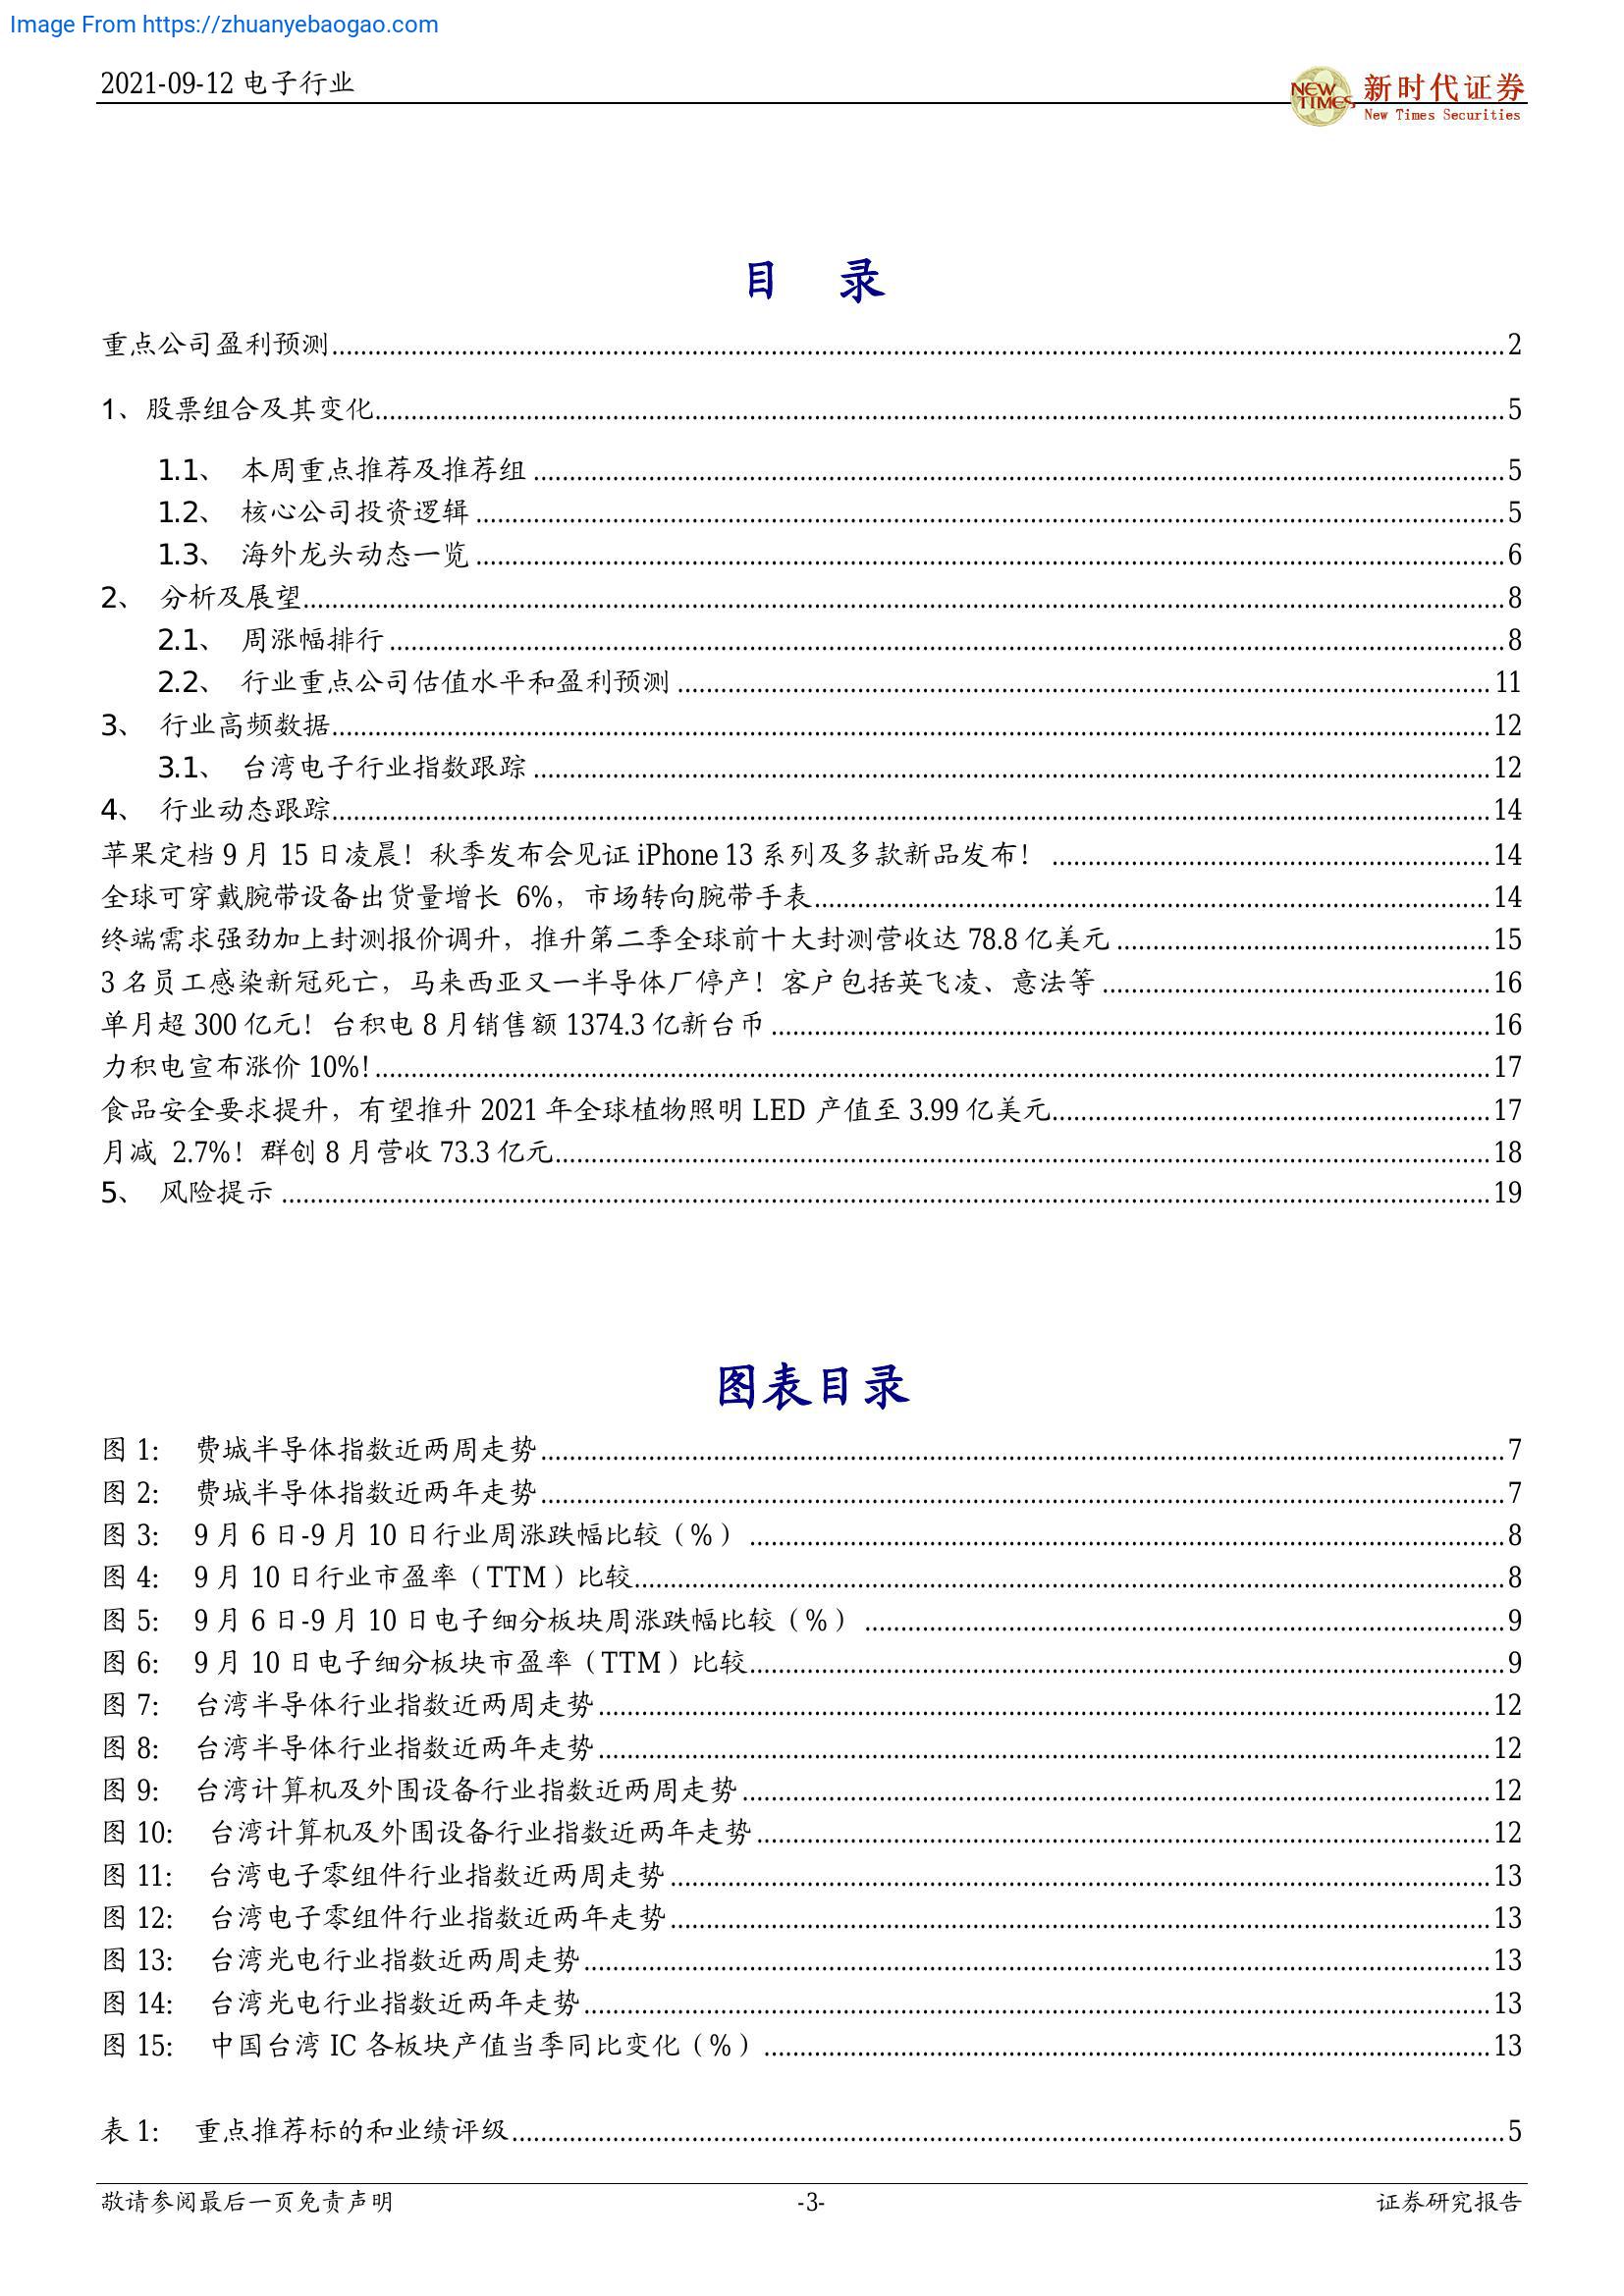 Image From https://zhuanyebaogao.com
2021-09-12 电子行业
NEW TIMES 新时代证券
New Times Securities
目 录
重点公司盈利预测 2
1、股票组合及其变化 5
1.1、 本周重点推荐及推荐组 5
1.2、 核心公司投资逻辑 5
1.3、 海外龙头动态一览 6
2、 分析及展望 8
2.1、 周涨幅排行 8
2.2、 行业重点公司估值水平和盈利预测 11
3、 行业高频数据 12
3.1、 台湾电子行业指数跟踪 12
4、 行业动态跟踪 14
苹果定档 9 月 15 日凌晨！秋季发布会见证 iPhone 13 系列及多款新品发布！ 14
全球可穿戴腕带设备出货量增长 6%，市场转向腕带手表 14
终端需求强劲加上封测报价调升，推升第二季全球前十大封测营收达 78.8 亿美元 15
3 名员工感染新冠死亡，马来西亚又一半导体厂停产！客户包括英飞凌、意法等 16
单月超 300 亿元！台积电 8 月销售额 1374.3 亿新台币 16
力积电宣布涨价 10%! 17
食品安全要求提升，有望推升 2021 年全球植物照明 LED 产值至 3.99 亿美元 17
月减 2.7%！群创 8 月营收 73.3 亿元 18
5、 风险提示 19
图表目录
图 1: 费城半导体指数近两周走势 7
图 2: 费城半导体指数近两年走势 7
图 3: 9 月 6 日-9 月 10 日行业周涨跌幅比较（%） 8
图 4: 9 月 10 日行业市盈率（TTM）比较 8
图 5: 9 月 6 日-9 月 10 日电子细分板块周涨跌幅比较（%） 9
图 6: 9 月 10 日电子细分板块市盈率（TTM）比较 9
图 7: 台湾半导体行业指数近两周走势 12
图 8: 台湾半导体行业指数近两年走势 12
图 9: 台湾计算机及外围设备行业指数近两周走势 12
图 10: 台湾计算机及外围设备行业指数近两年走势 12
图 11: 台湾电子零组件行业指数近两周走势 13
图 12: 台湾电子零组件行业指数近两年走势 13
图 13: 台湾光电行业指数近两周走势 13
图 14: 台湾光电行业指数近两年走势 13
图 15: 中国台湾 IC 各板块产值当季同比变化（%） 13
表 1: 重点推荐标的和业绩评级 5
敬请参阅最后一页免责声明 -3- 证券研究报告